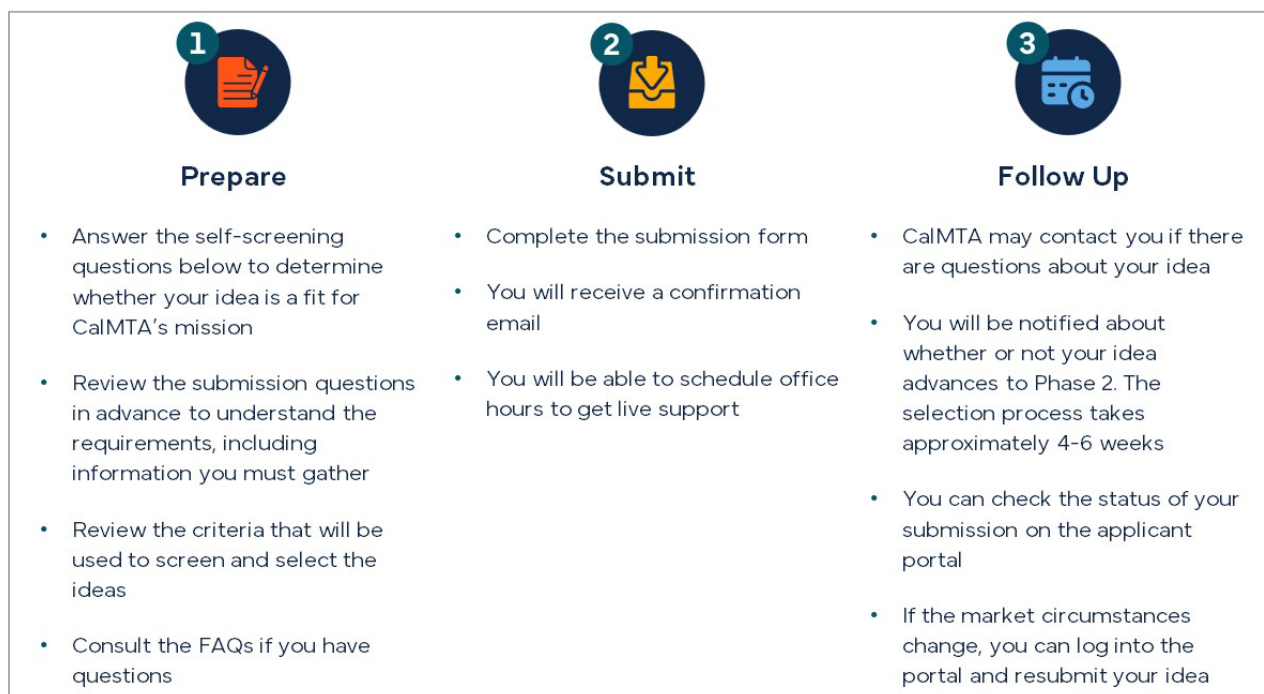 1
Prepare
• Answer the self-screening
questions below to determine
whether your idea is a fit for
CalMTA's mission
• Review the submission questions
in advance to understand the
requirements, including
information you must gather
• Review the criteria that will be
used to screen and select the
ideas
• Consult the FAQs if you have
questions
2
Submit
• Complete the submission form
• You will receive a confirmation
email
• You will be able to schedule office
hours to get live support
3
Follow Up
• CalMTA may contact you if there
are questions about your idea
• You will be notified about
whether or not your idea
advances to Phase 2. The
selection process takes
approximately 4-6 weeks
• You can check the status of your
submission on the applicant
portal
• If the market circumstances
change, you can log into the
portal and resubmit your idea